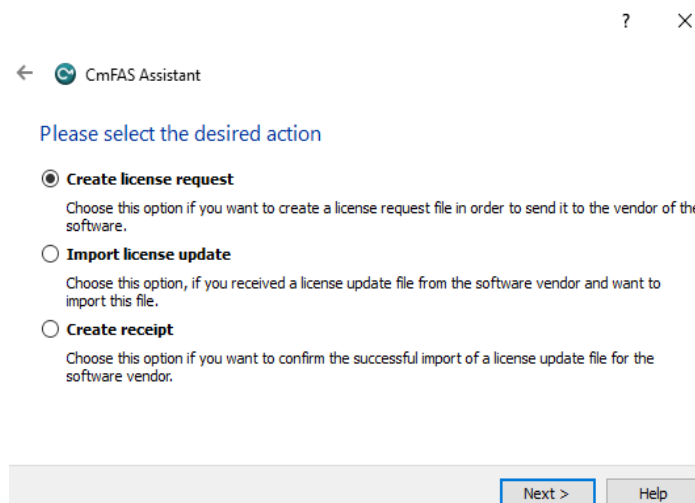 ?
CmFAS Assistant
Please select the desired action
Create license request
Choose this option if you want to create a license request file in order to send it to the vendor of the
software.
Import license update
Choose this option, if you received a license update file from the software vendor and want to
import this file.
Create receipt
Choose this option if you want to confirm the successful import of a license update file for the
software vendor.
Next > Help